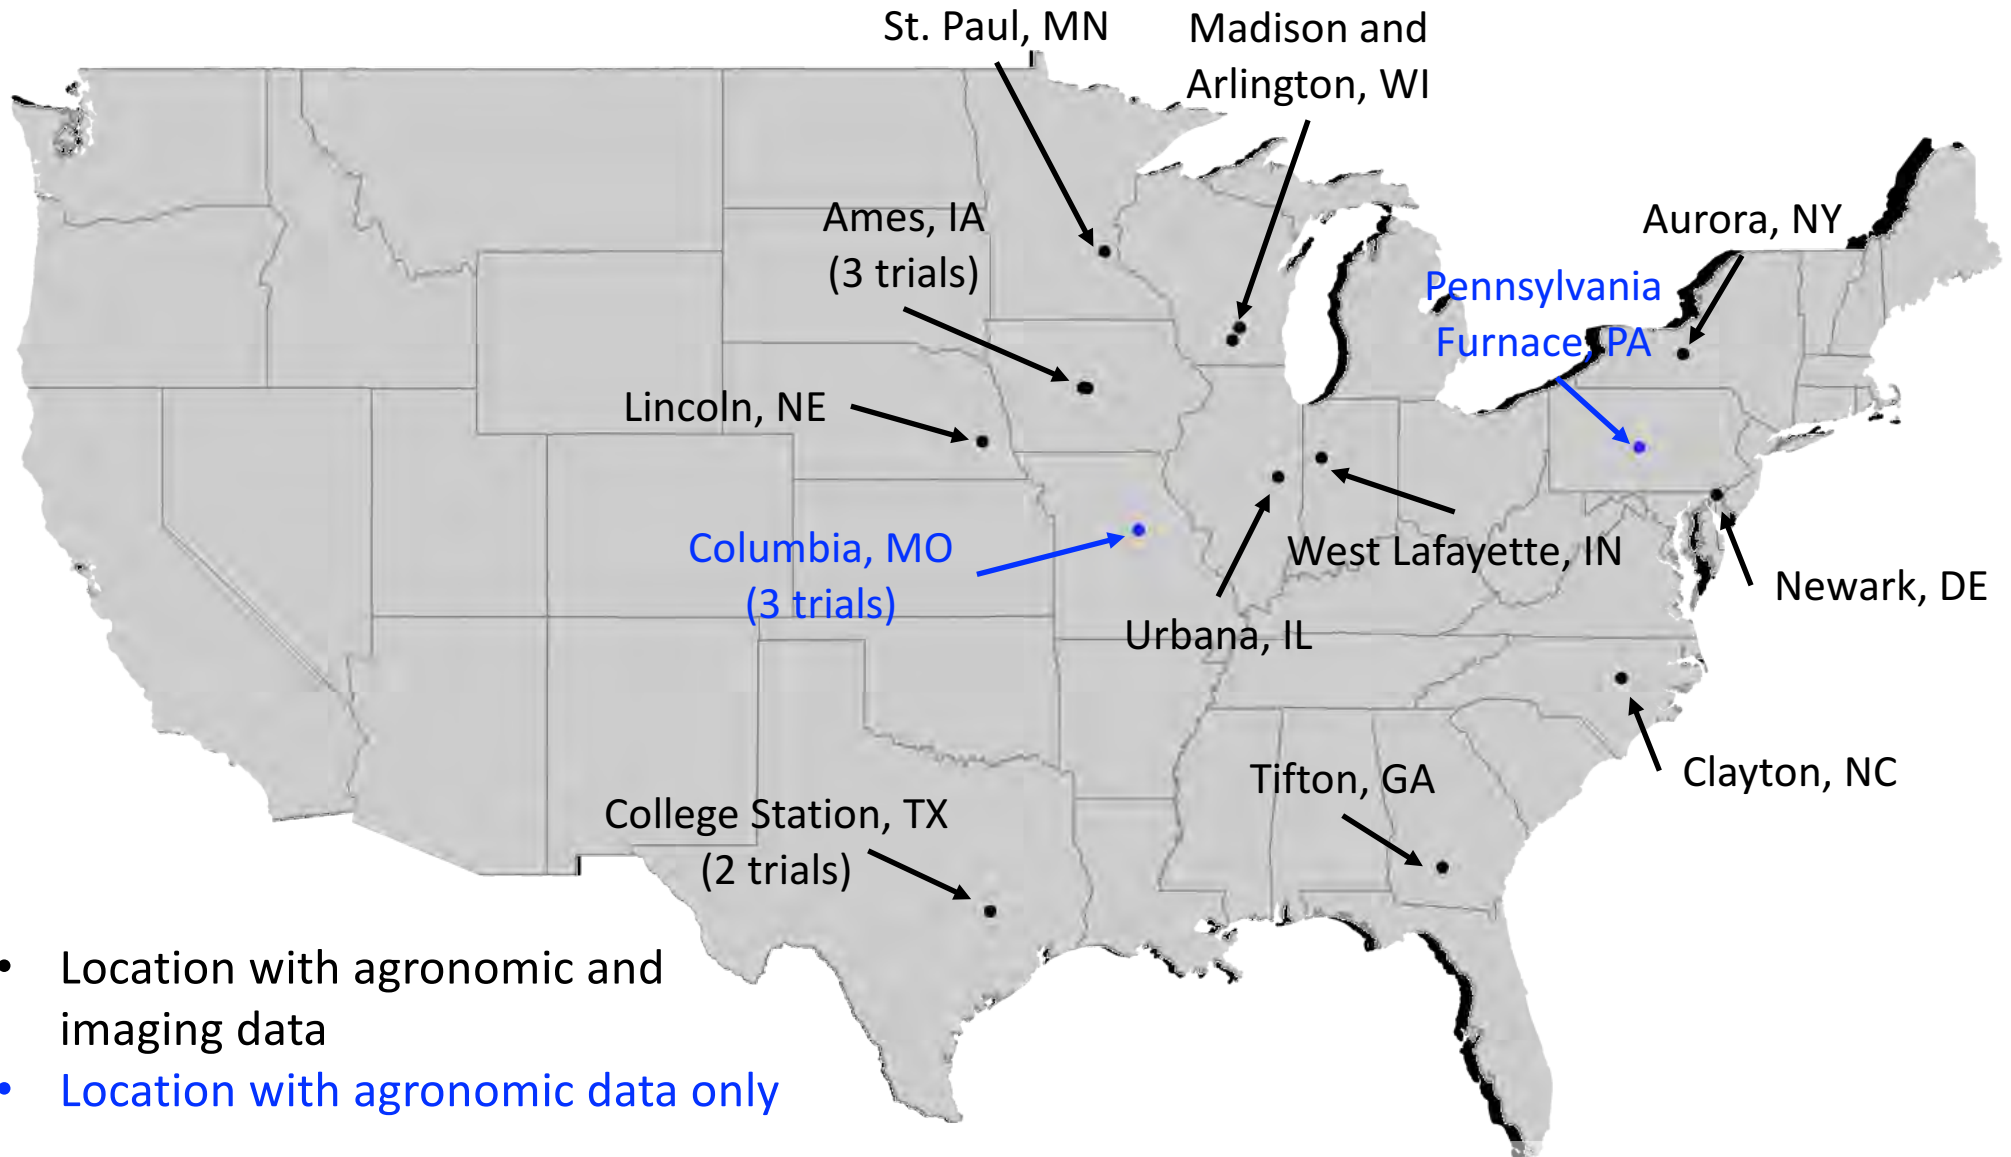 St. Paul, MN
Madison and
Arlington, WI
Ames, IA
(3 trials)
Aurora, NY
Pennsylvania
Furnace, PA
Lincoln, NE
Columbia, MO
(3 trials)
West Lafayette, IN
Newark, DE
Urbana, IL
Clayton, NC
Tifton, GA
College Station, TX
(2 trials)
• Location with agronomic and
imaging data
• Location with agronomic data only